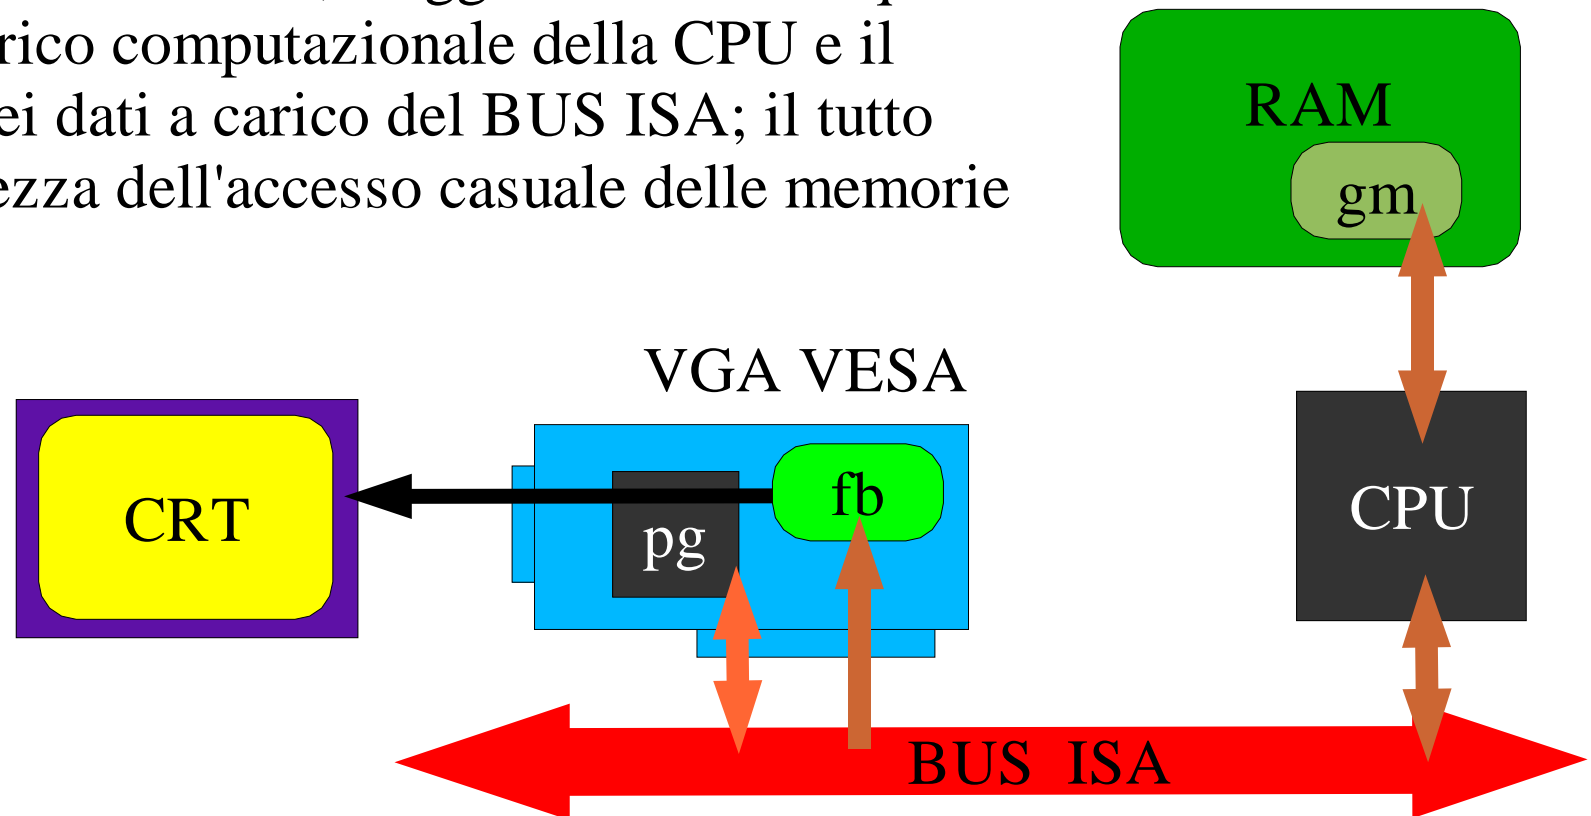 rico computazionale della CPU e il
ei dati a carico del BUS ISA; il tutto
ezza dell'accesso casuale delle memorie
RAM
gm
VGA VESA
CRT
pg
fb
CPU
BUS ISA